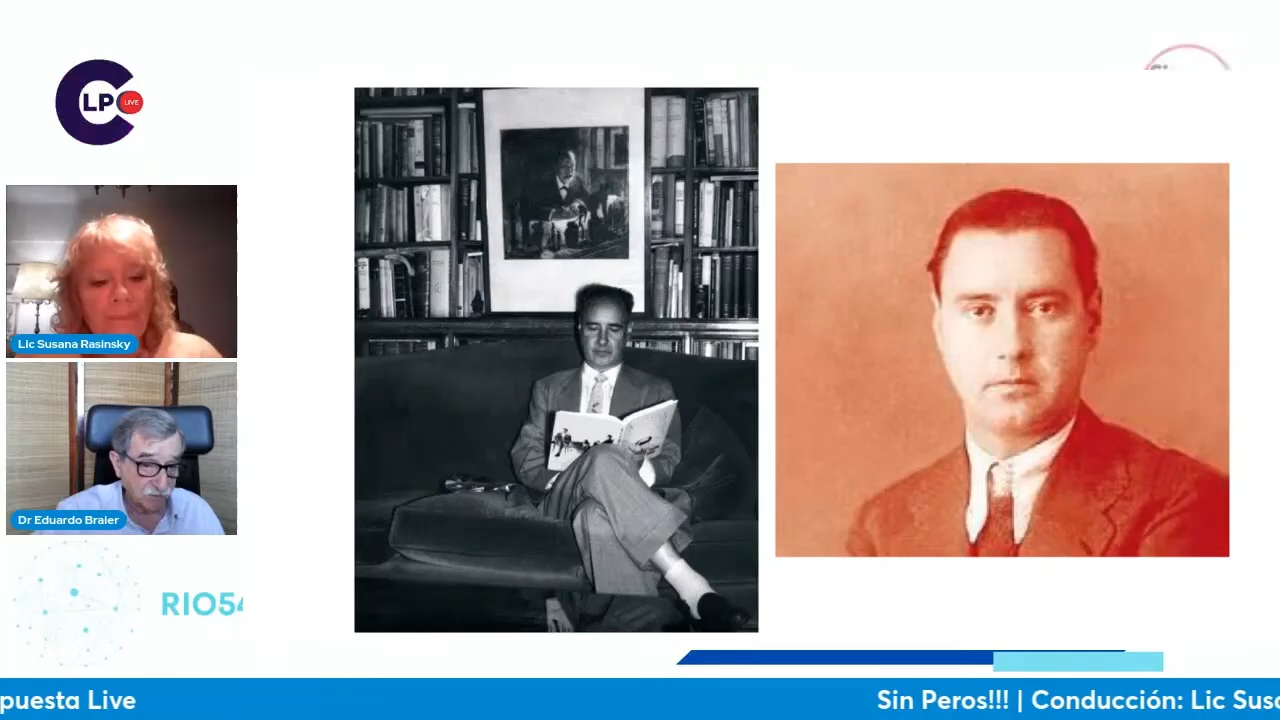 LP
LIVE
Lic Susana Rasinsky
Dr Eduardo Braier
RIO54
puesta Live
Sin Peros!!! | Conducción: Lic Susa